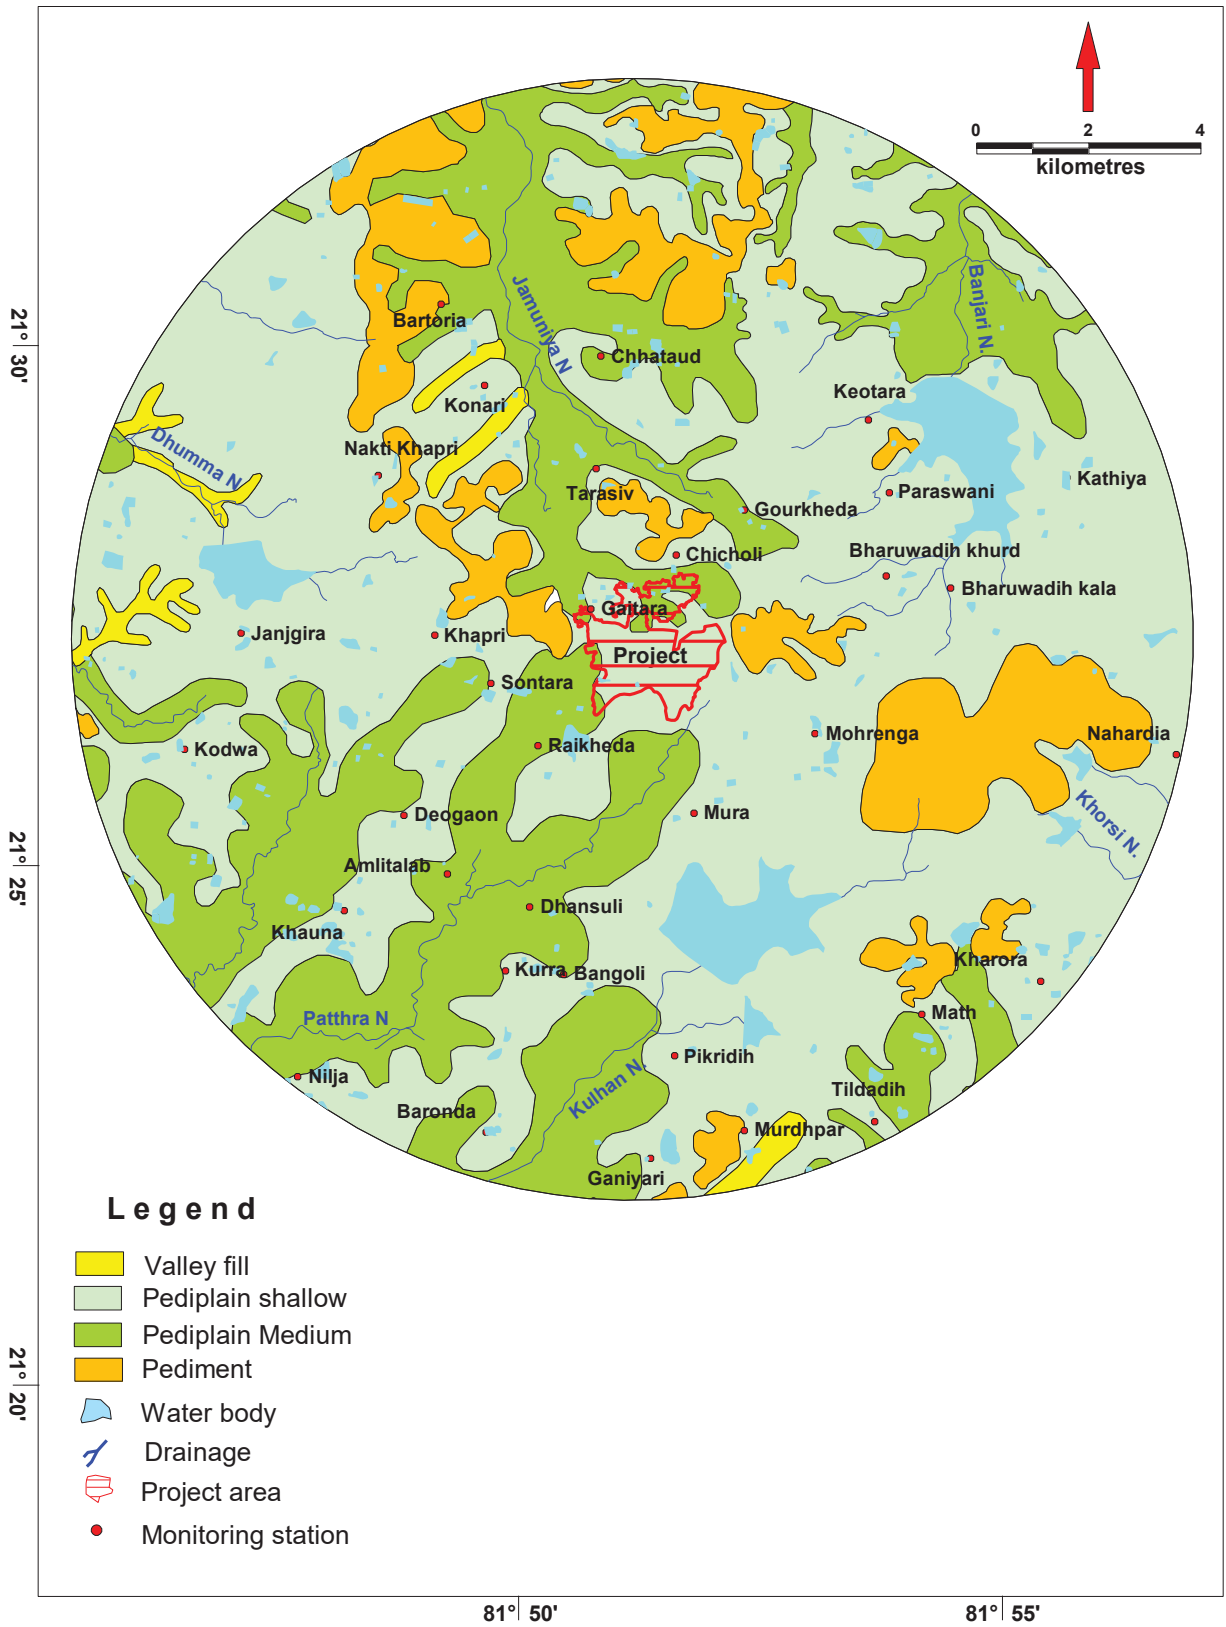 0 2 4
kilometres
21° 30'
21° 25'
21° 20'
Jamuniya N
Banjari N.
Bartoria
Chhataud
Keotara
Konari
Nakti Khapri
Dhumma N
Tarasiv
Kathiya
Paraswani
Gourkheda
Chicholi
Bharuwadih khurd
Bharuwadih kala
Gaitara
Janjgira
Khapri
Project
Sontara
Kodwa
Raikheda
Mohrenga
Nahardia
Khorsi N.
Deogaon
Mura
Amlitalab
Dhansuli
Khauna
Kurra
Bangoli
Kharora
Patthra N
Math
Pikridih
Nilja
Kulhan N.
Tildadih
Baronda
Murdhpar
Ganiyari
Legend
Valley fill
Pediplain shallow
Pediplain Medium
Pediment
Water body
Drainage
Project area
Monitoring station
81° 50'
81° 55'